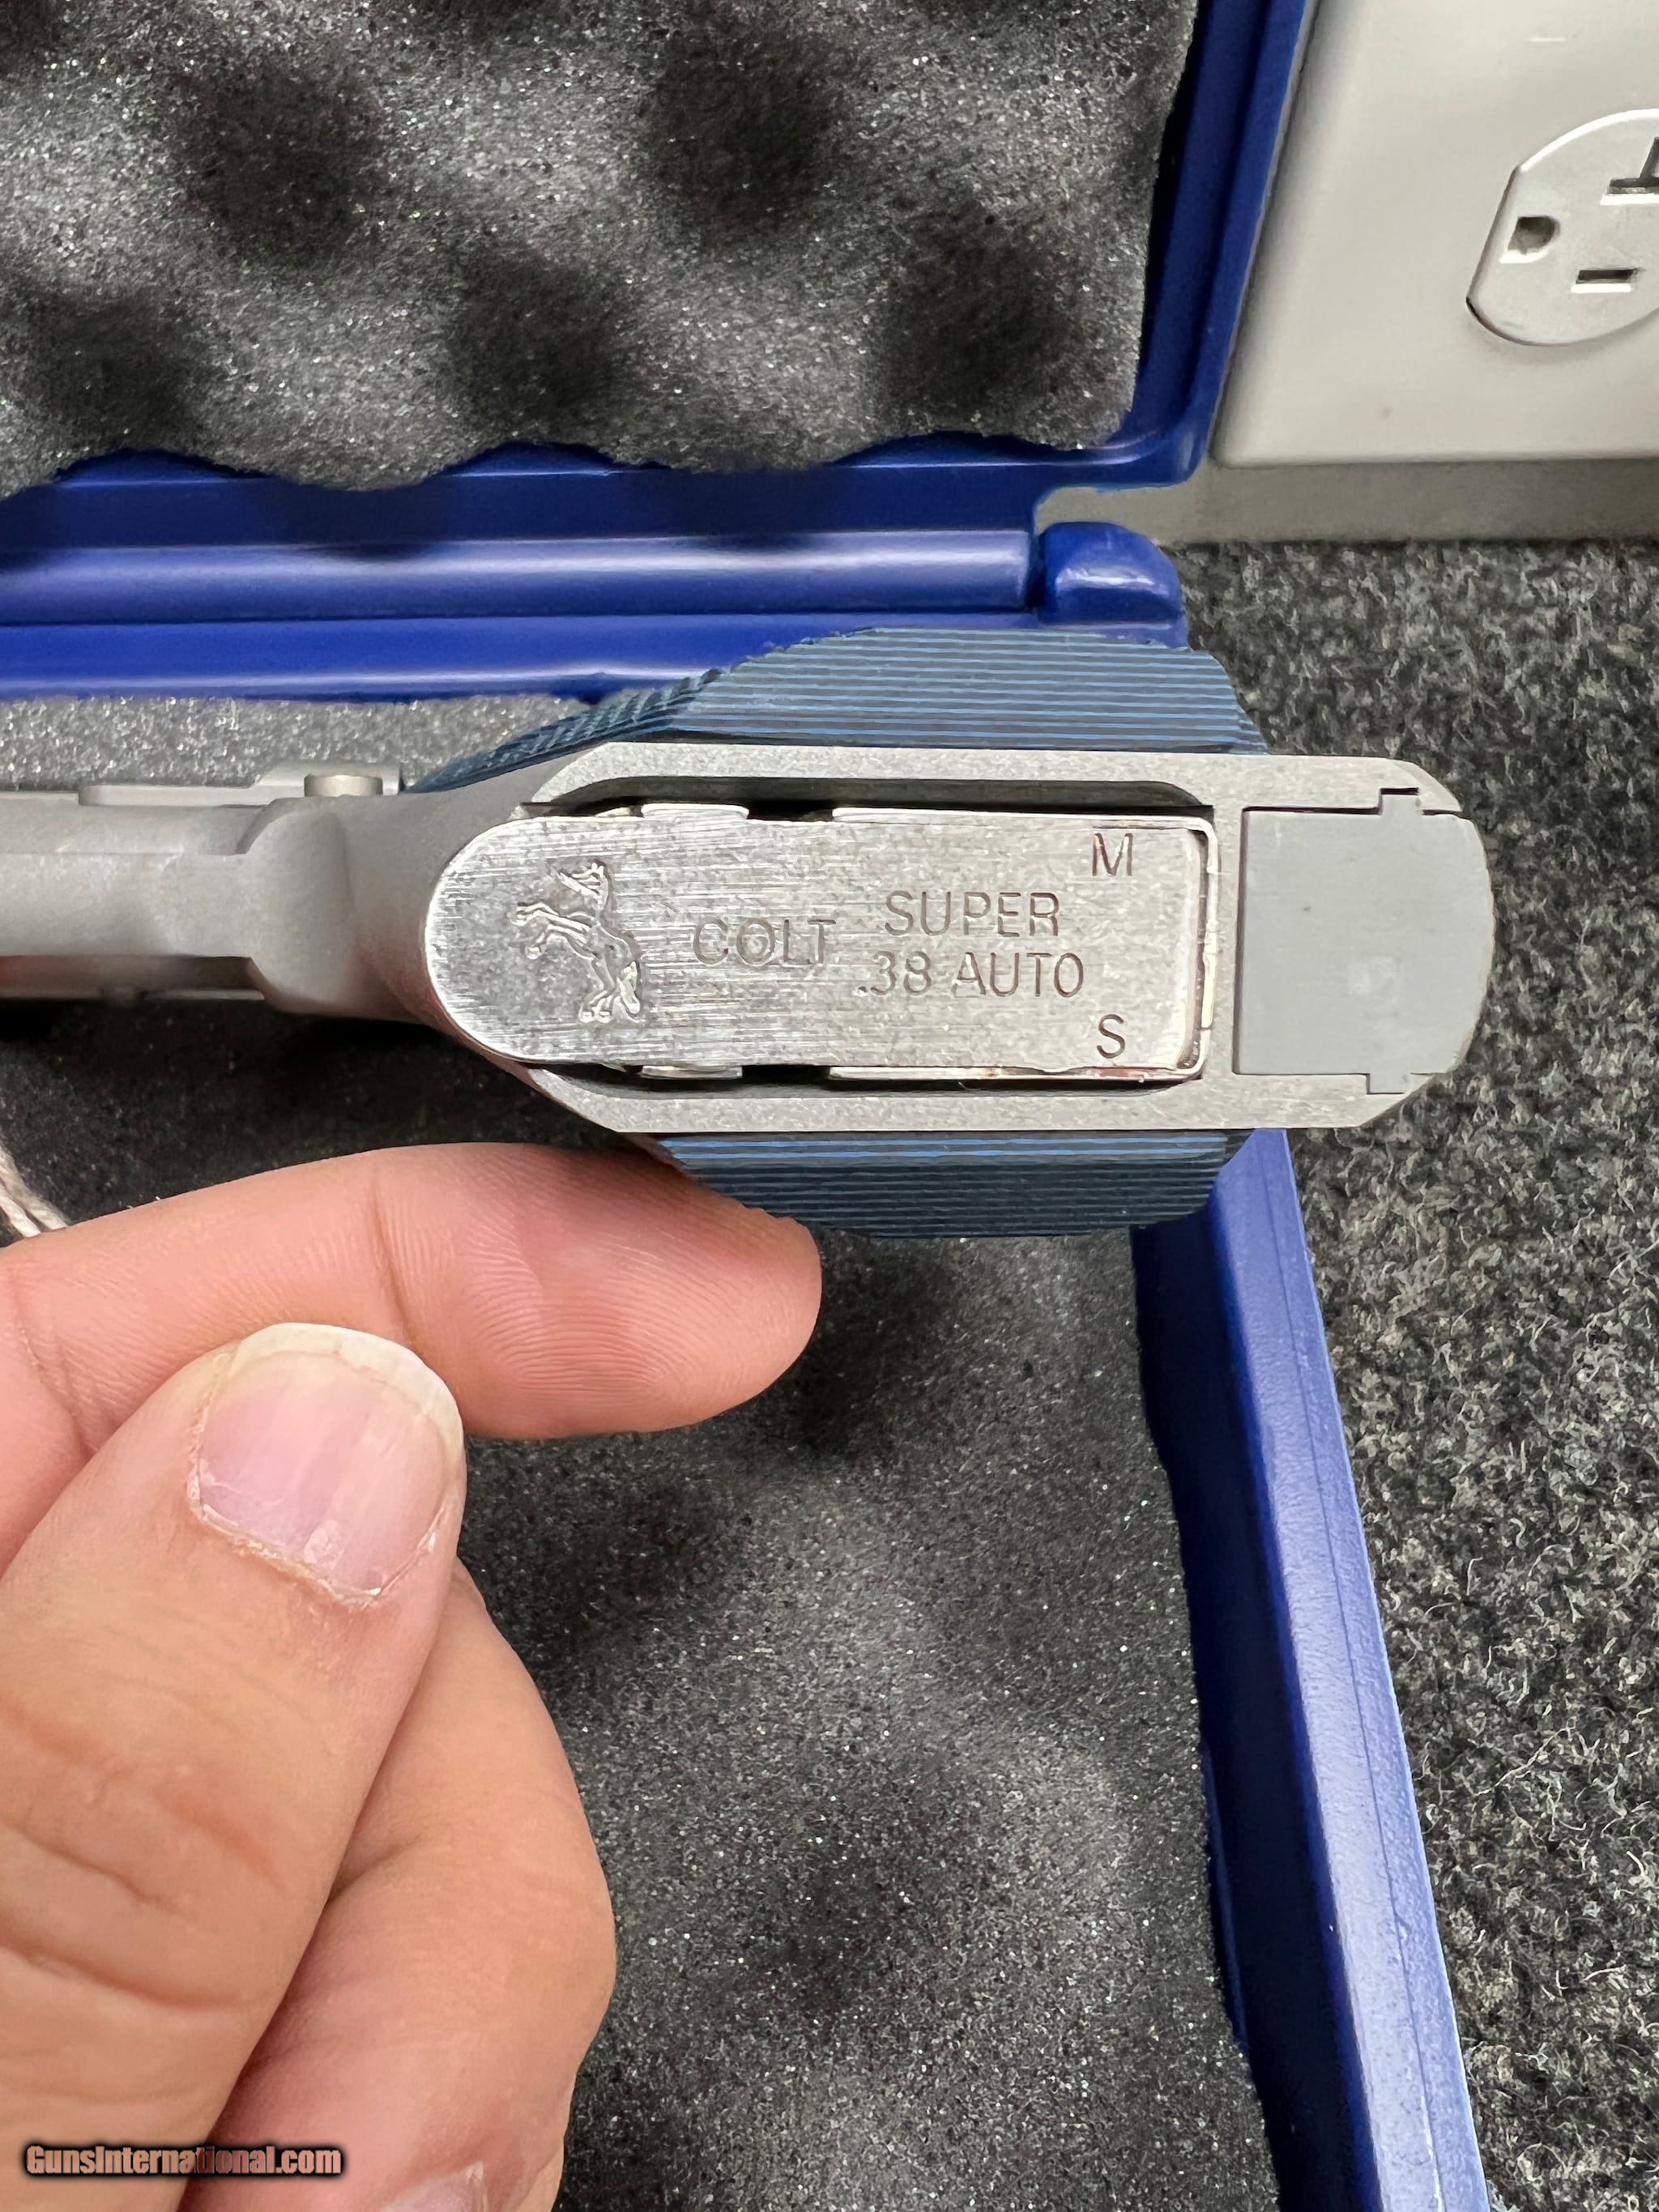 M
COLT
SUPER
.38 AUTO
S
GunsInternational.com